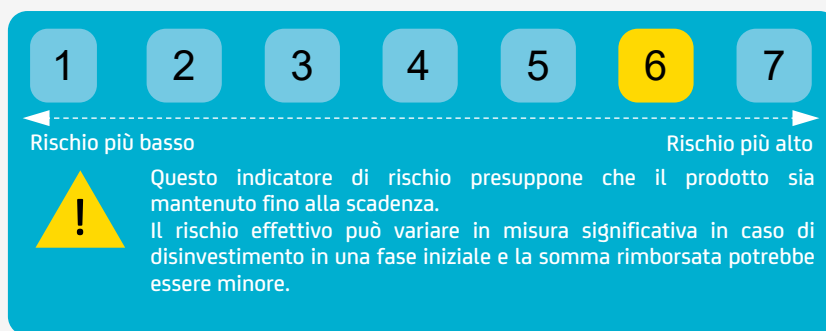 1 2 3 4 5 6 7
Rischio più basso Rischio più alto
!
Questo indicatore di rischio presuppone che il prodotto sia
mantenuto fino alla scadenza.
Il rischio effettivo può variare in misura significativa in caso di
disinvestimento in una fase iniziale e la somma rimborsata potrebbe
essere minore.